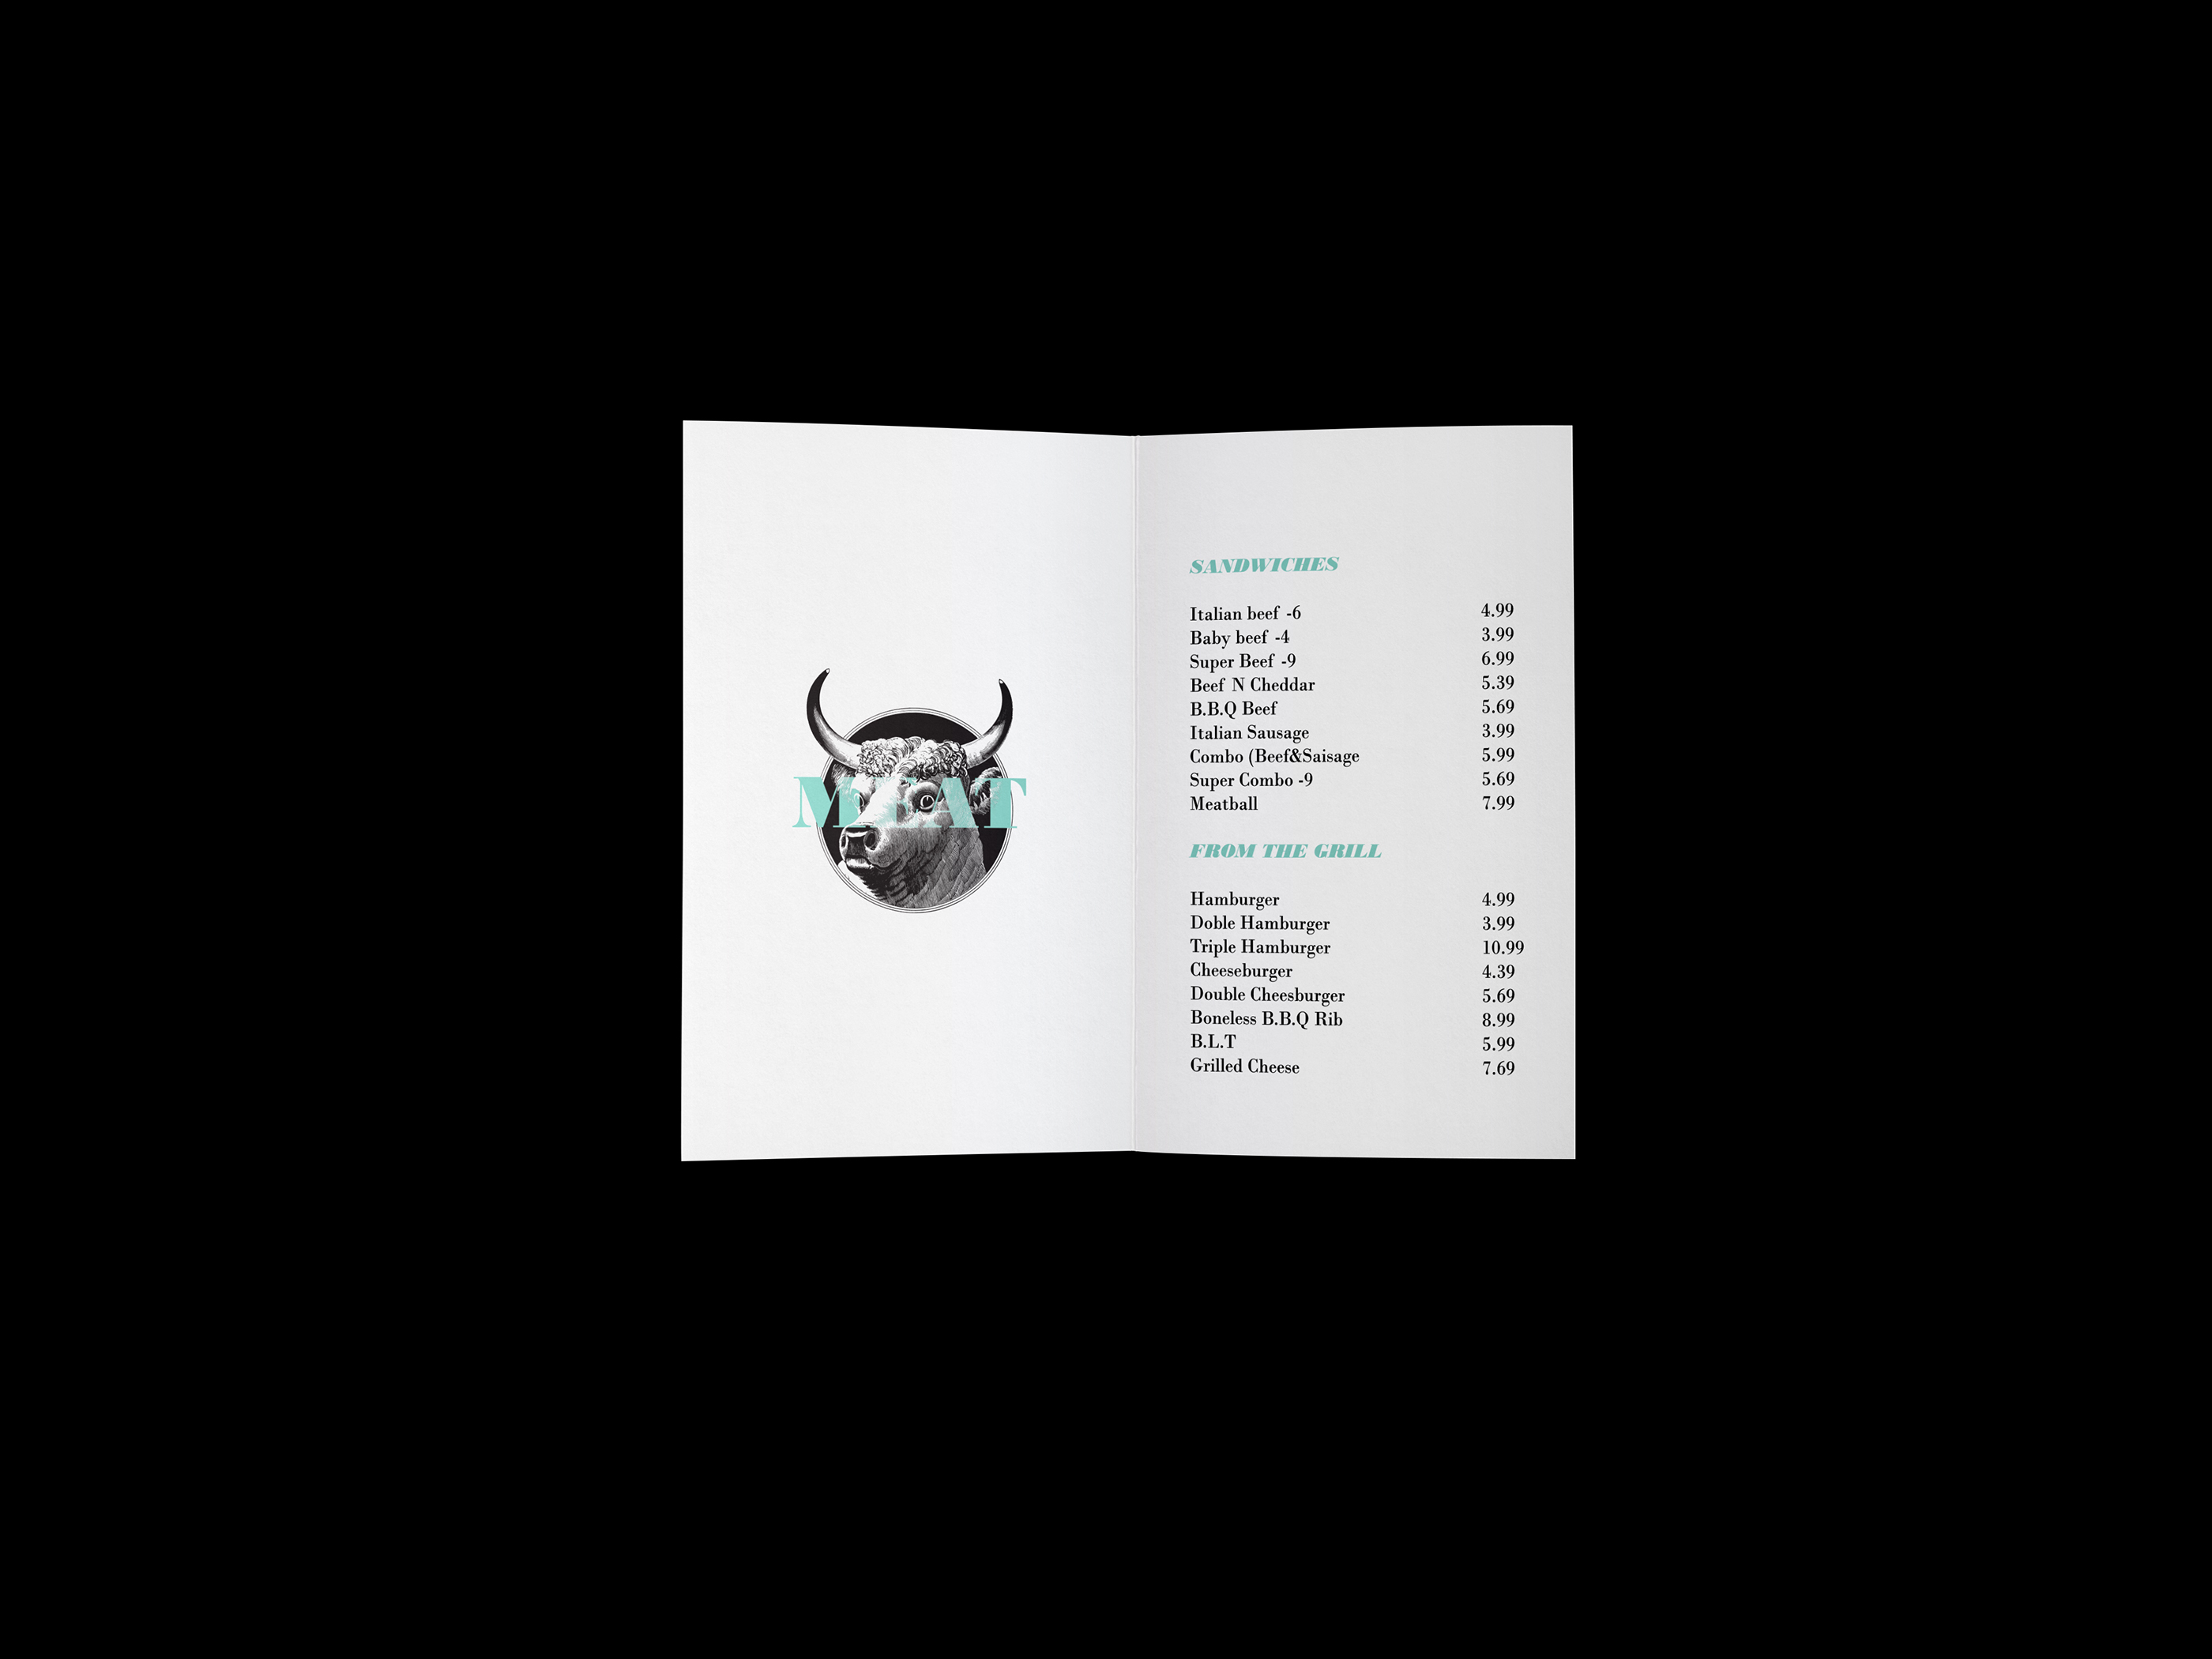 MEAT
SANDWICHES
Italian beef -6 4.99
Baby beef -4 3.99
Super Beef -9 6.99
Beef N Cheddar 5.39
B.B.Q Beef 5.69
Italian Sausage 3.99
Combo (Beef&Saisage 5.99
Super Combo -9 5.69
Meatball 7.99
FROM THE GRILL
Hamburger 4.99
Doble Hamburger 3.99
Triple Hamburger 10.99
Cheeseburger 4.39
Double Cheesburger 5.69
Boneless B.B.Q Rib 8.99
B.L.T 5.99
Grilled Cheese 7.69